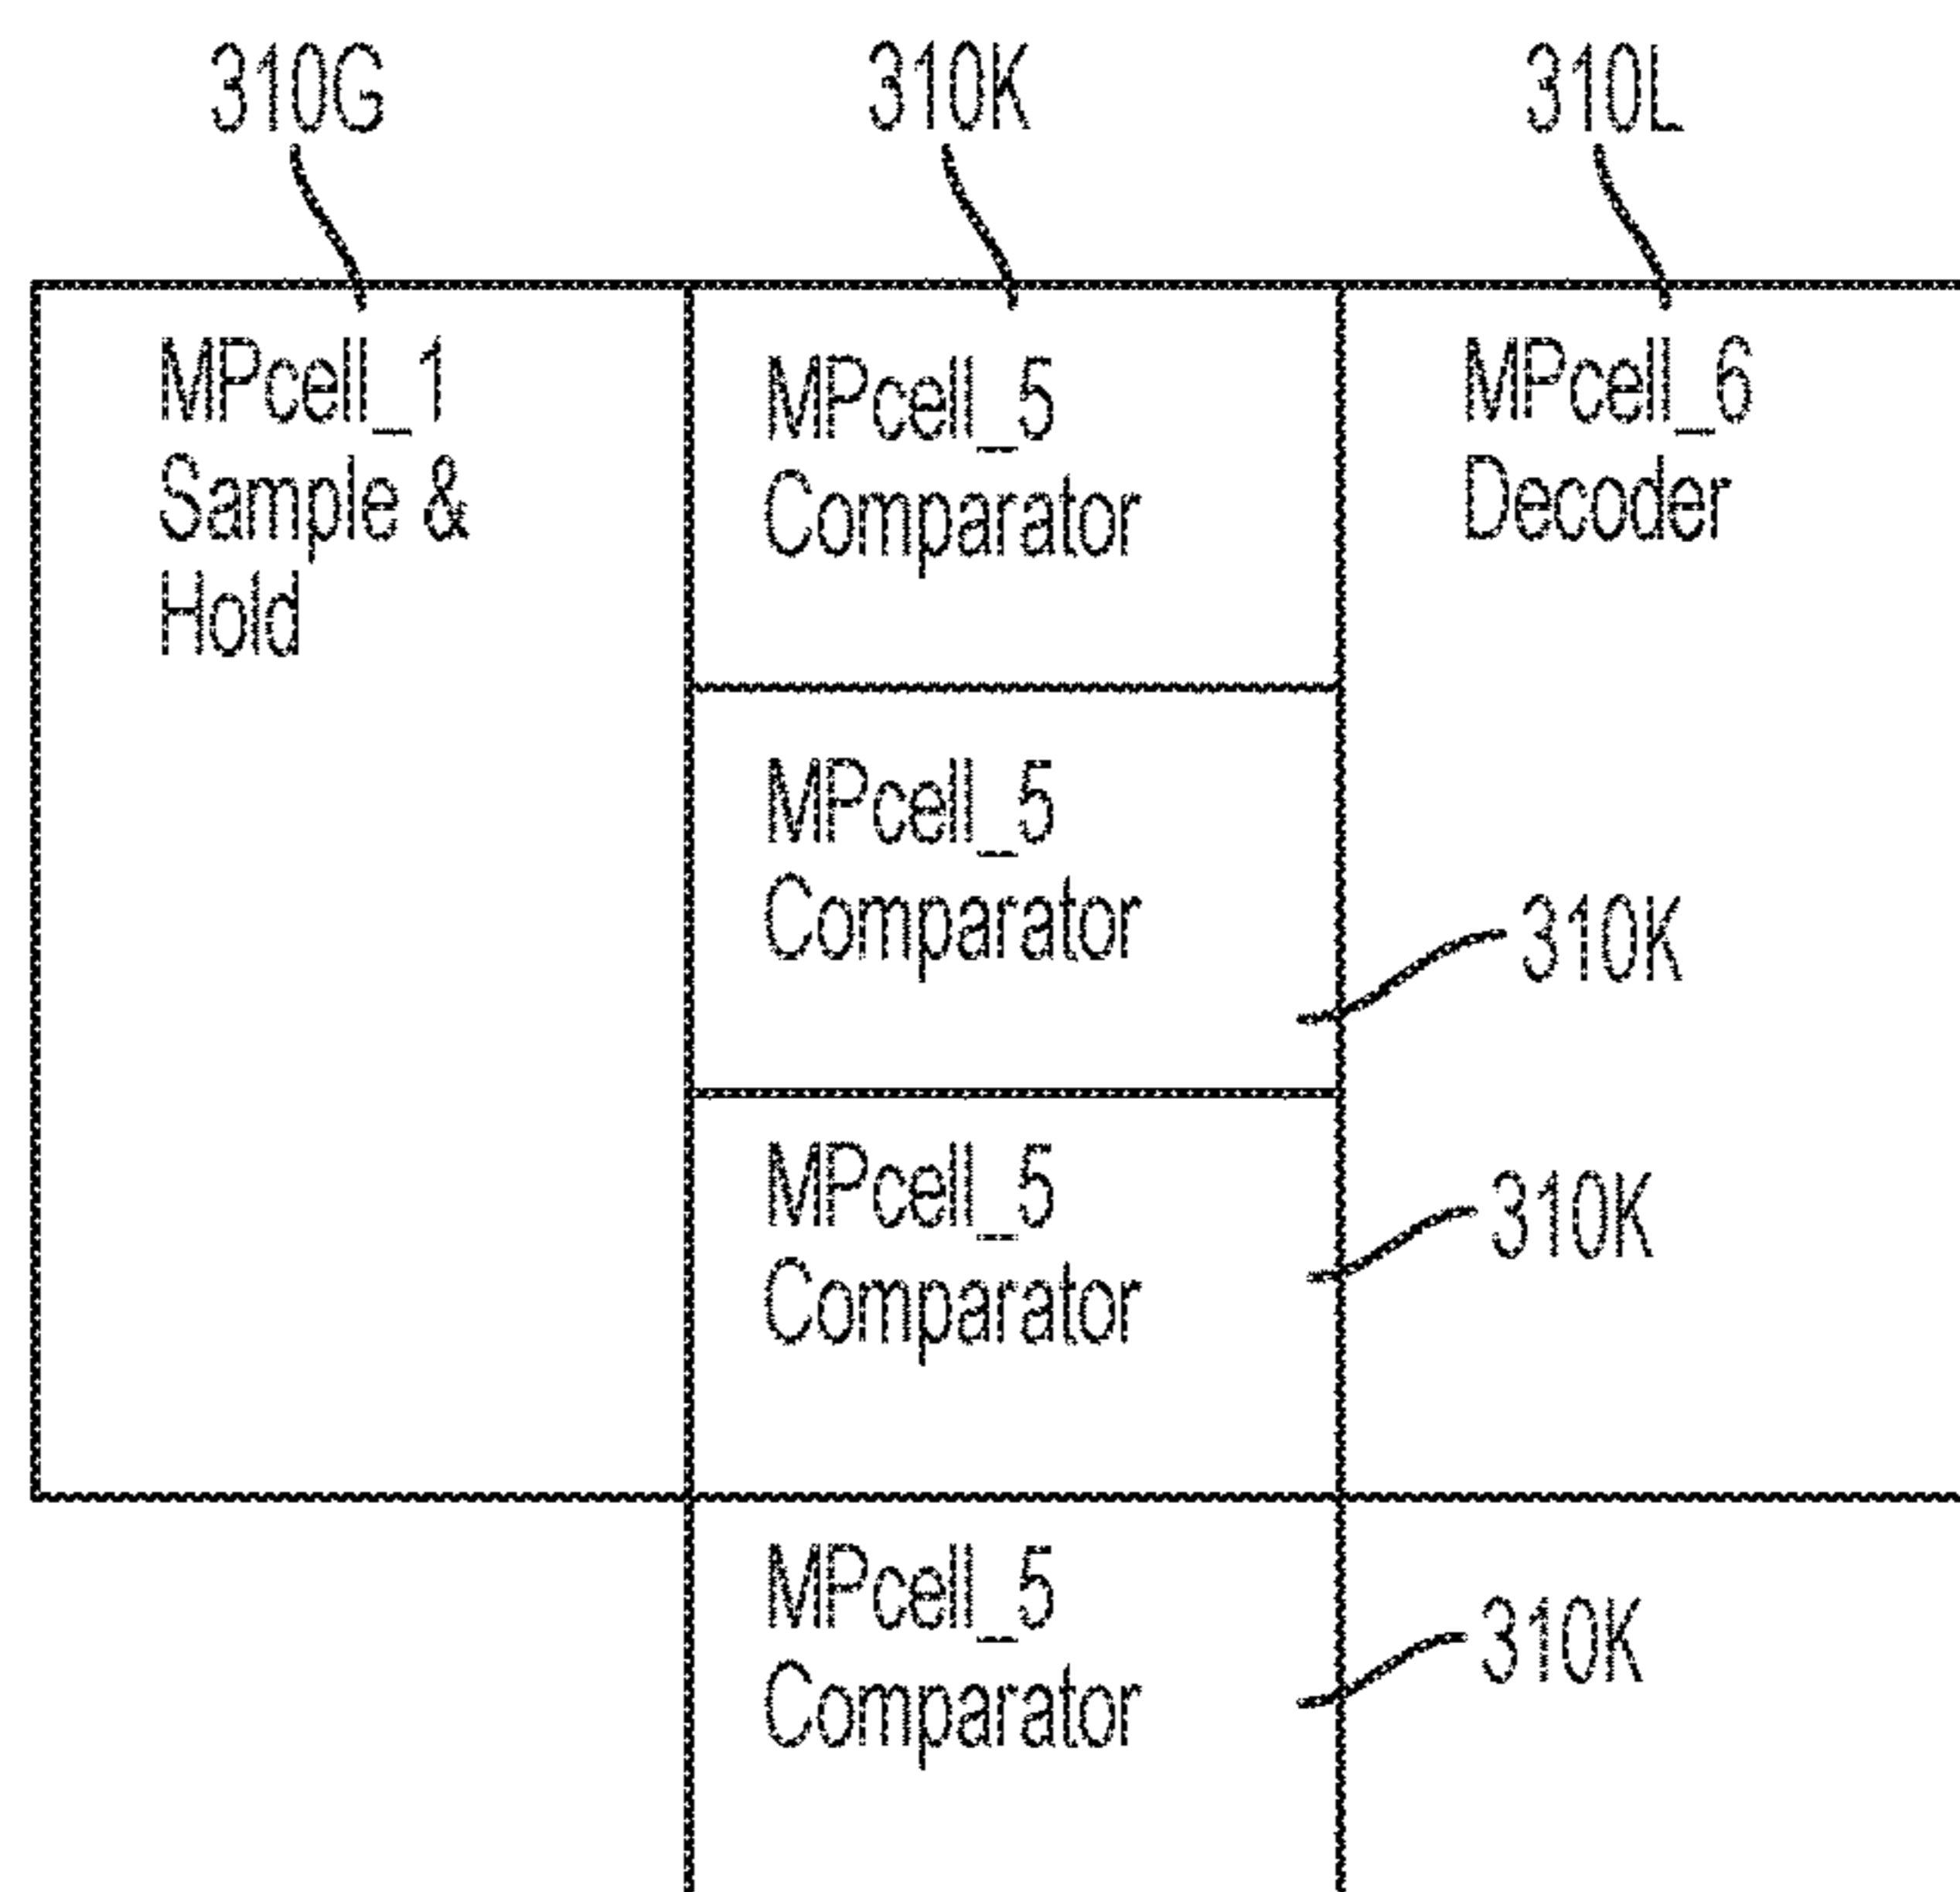 310G
310K
310L
MPcell_1
Sample &
Hold
MPcell_5
Comparator
MPcell_6
Decoder
MPcell_5
Comparator
310K
MPcell_5
Comparator
310K
MPcell_5
Comparator
310K